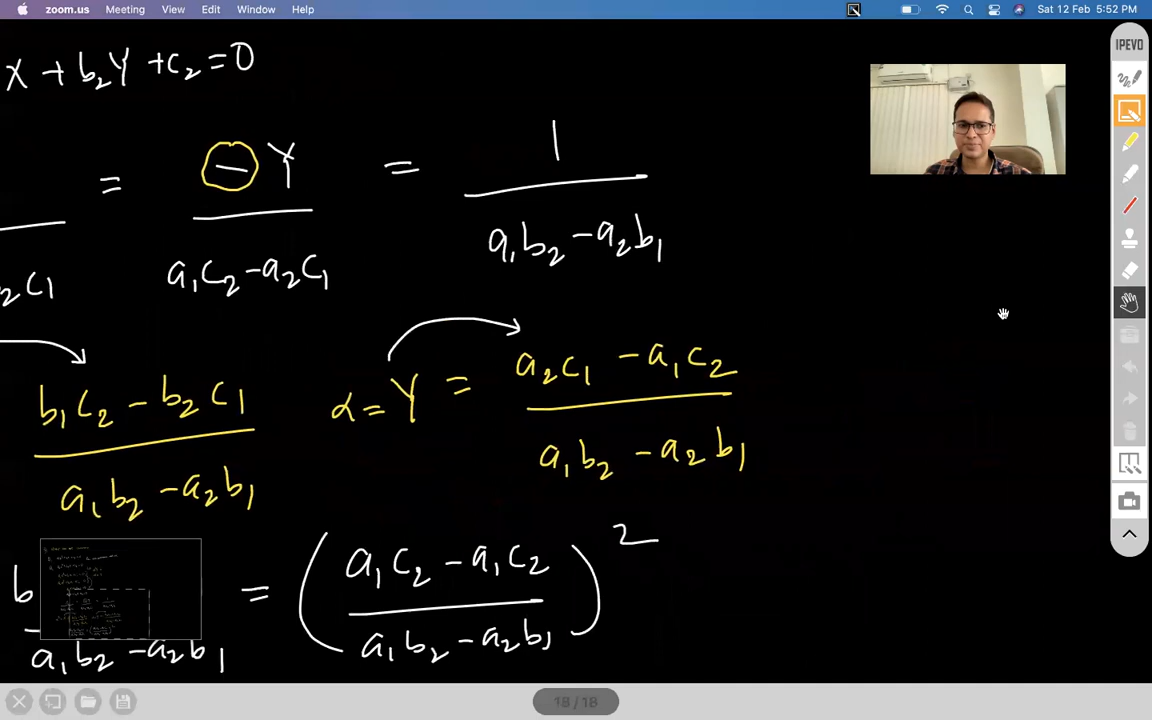 zoom.us Meeting View Edit Window Help Sat 12 Feb 5:52 PM
IPEVO
X + b₂Y + c₂ = 0
= −Y / (a₁c₂ − a₂c₁) = 1 / (a₁b₂ − a₂b₁)
₂c₁
(b₁c₂ − b₂c₁) / (a₁b₂ − a₂b₁) α = Y = (a₂c₁ − a₁c₂) / (a₁b₂ − a₂b₁)
b / (a₁b₂ − a₂b₁) = ((a₁c₂ − a₁c₂) / (a₁b₂ − a₂b₁))²
18 / 18